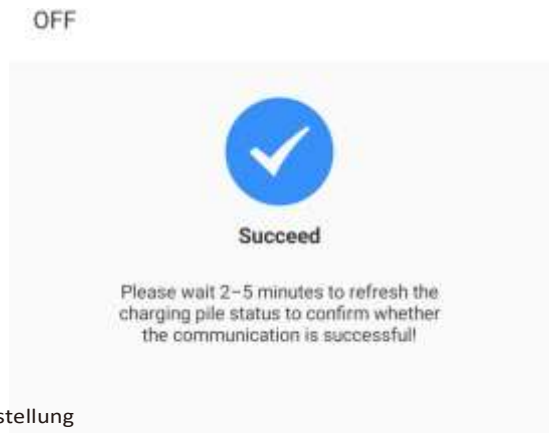 OFF
Succeed
Please wait 2-5 minutes to refresh the
charging pile status to confirm whether
the communication is successful!
stellung